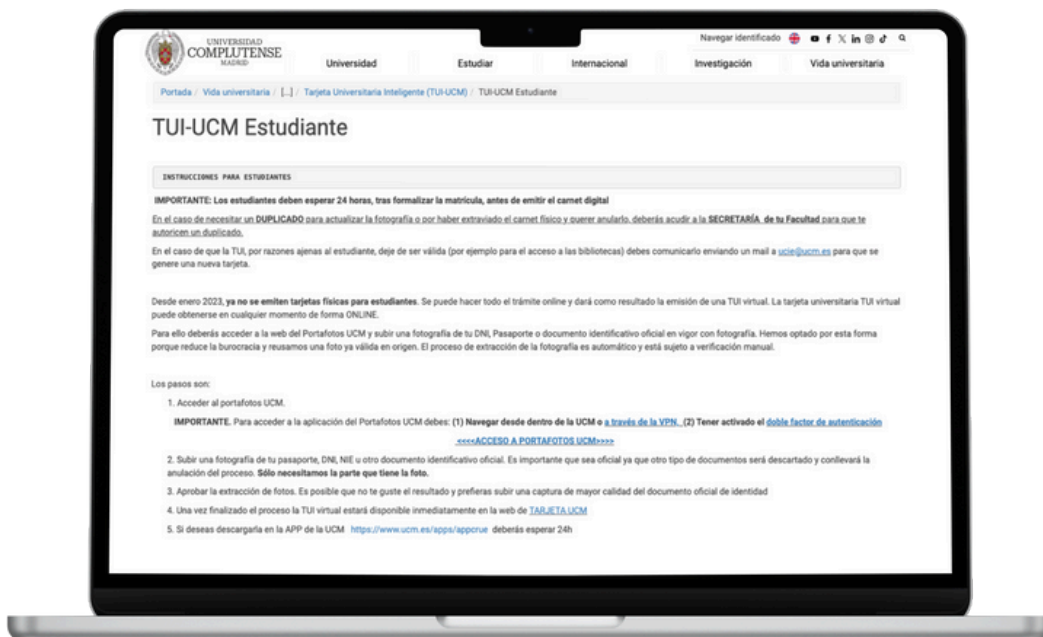 UNIVERSIDAD
COMPLUTENSE
MADRID
Navegar identificado
Universidad
Estudiar
Internacional
Investigación
Vida universitaria
Portada / Vida universitaria / [...] / Tarjeta Universitaria Inteligente (TUI-UCM) / TUI-UCM Estudiante
TUI-UCM Estudiante
INSTRUCCIONES PARA ESTUDIANTES
IMPORTANTE: Los estudiantes deben esperar 24 horas, tras formalizar la matrícula, antes de emitir el carnet digital
En el caso de necesitar un DUPLICADO para actualizar la fotografía o por haber extraviado el carnet físico y querer anularlo, deberás acudir a la SECRETARÍA de tu Facultad para que te
autoricen un duplicado.
En el caso de que la TUI, por razones ajenas al estudiante, deje de ser válida (por ejemplo para el acceso a las bibliotecas) debes comunicarlo enviando un mail a ucie@ucm.es para que se
genere una nueva tarjeta.
Desde enero 2023, ya no se emiten tarjetas físicas para estudiantes. Se puede hacer todo el trámite online y dará como resultado la emisión de una TUI virtual. La tarjeta universitaria TUI virtual
puede obtenerse en cualquier momento de forma ONLINE.
Para ello deberás acceder a la web del Portafotos UCM y subir una fotografía de tu DNI, Pasaporte o documento identificativo oficial en vigor con fotografía. Hemos optado por esta forma
porque reduce la burocracia y reusamos una foto ya válida en origen. El proceso de extracción de la fotografía es automático y está sujeto a verificación manual.
Los pasos son:
1. Acceder al portafotos UCM.
IMPORTANTE. Para acceder a la aplicación del Portafotos UCM debes: (1) Navegar desde dentro de la UCM o a través de la VPN, (2) Tener activado el doble factor de autenticación
<<<<ACCESO A PORTAFOTOS UCM>>>>
2. Subir una fotografía de tu pasaporte, DNI, NIE u otro documento identificativo oficial. Es importante que sea oficial ya que otro tipo de documentos será descartado y conllevará la
anulación del proceso. Sólo necesitamos la parte que tiene la foto.
3. Aprobar la extracción de fotos. Es posible que no te guste el resultado y prefieras subir una captura de mayor calidad del documento oficial de identidad
4. Una vez finalizado el proceso la TUI virtual estará disponible inmediatamente en la web de TARJETA UCM
5. Si deseas descargarla en la APP de la UCM https://www.ucm.es/apps/appcrue deberás esperar 24h